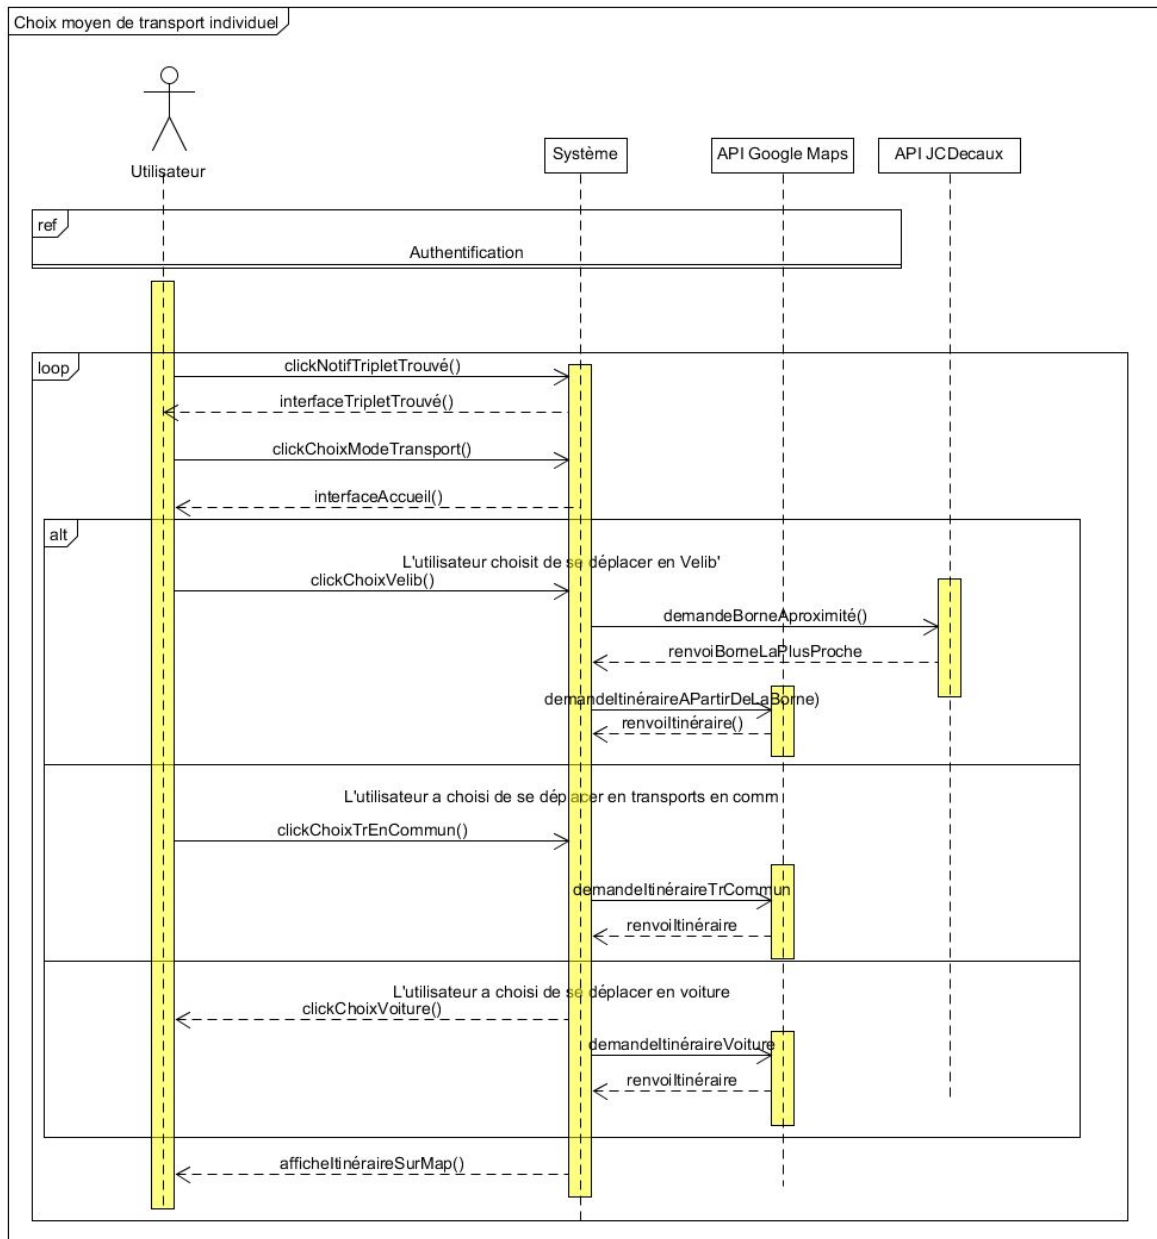 Choix moyen de transport individuel
Utilisateur
Système
API Google Maps
API JCDecaux
ref
Authentification
loop
clickNotifTripletTrouvé()
interfaceTripletTrouvé()
clickChoixModeTransport()
interfaceAccueil()
alt
L'utilisateur choisit de se déplacer en Velib'
clickChoixVelib()
demandeBorneAproximité()
renvoiBorneLaPlusProche
demandeItinéraireAPartirDeLaBorne)
renvoiItinéraire()
L'utilisateur a choisi de se déplacer en transports en comm
clickChoixTrEnCommun()
demandeItinéraireTrCommun
renvoiItinéraire
L'utilisateur a choisi de se déplacer en voiture
clickChoixVoiture()
demandeItinéraireVoiture
renvoiItinéraire
afficheItinéraireSurMap()